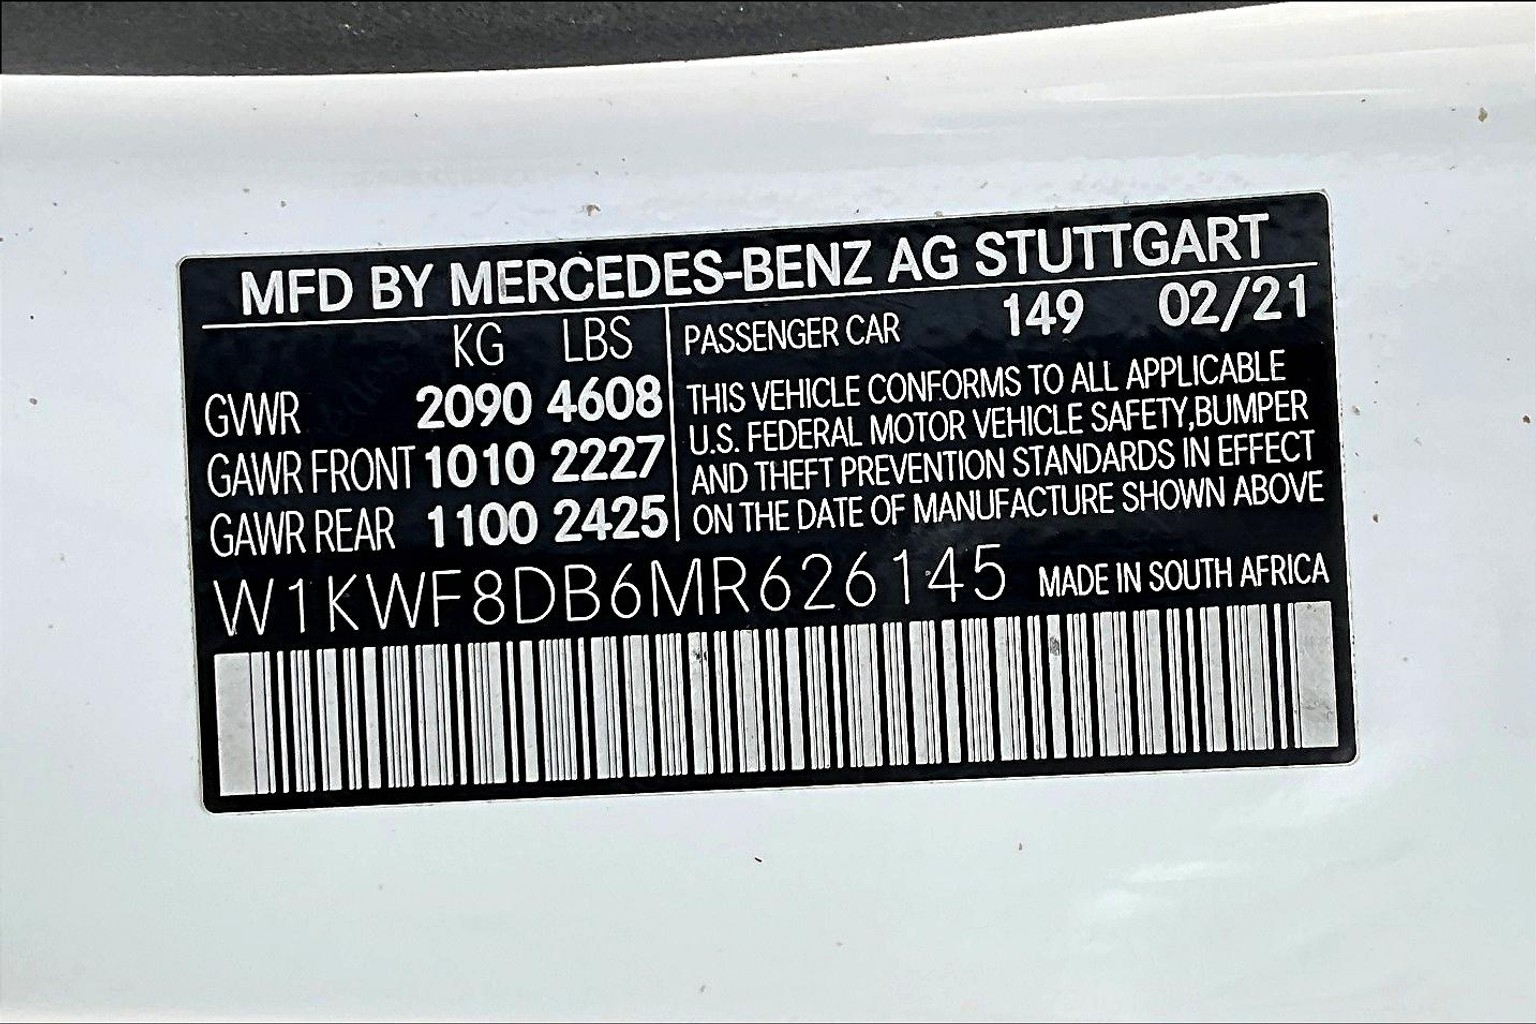 MFD BY MERCEDES-BENZ AG STUTTGART
KG LBS
GVWR 2090 4608
GAWR FRONT 1010 2227
GAWR REAR 1100 2425
PASSENGER CAR 149 02/21
THIS VEHICLE CONFORMS TO ALL APPLICABLE
U.S. FEDERAL MOTOR VEHICLE SAFETY,BUMPER
AND THEFT PREVENTION STANDARDS IN EFFECT
ON THE DATE OF MANUFACTURE SHOWN ABOVE
W1KWF8DB6MR626145 MADE IN SOUTH AFRICA